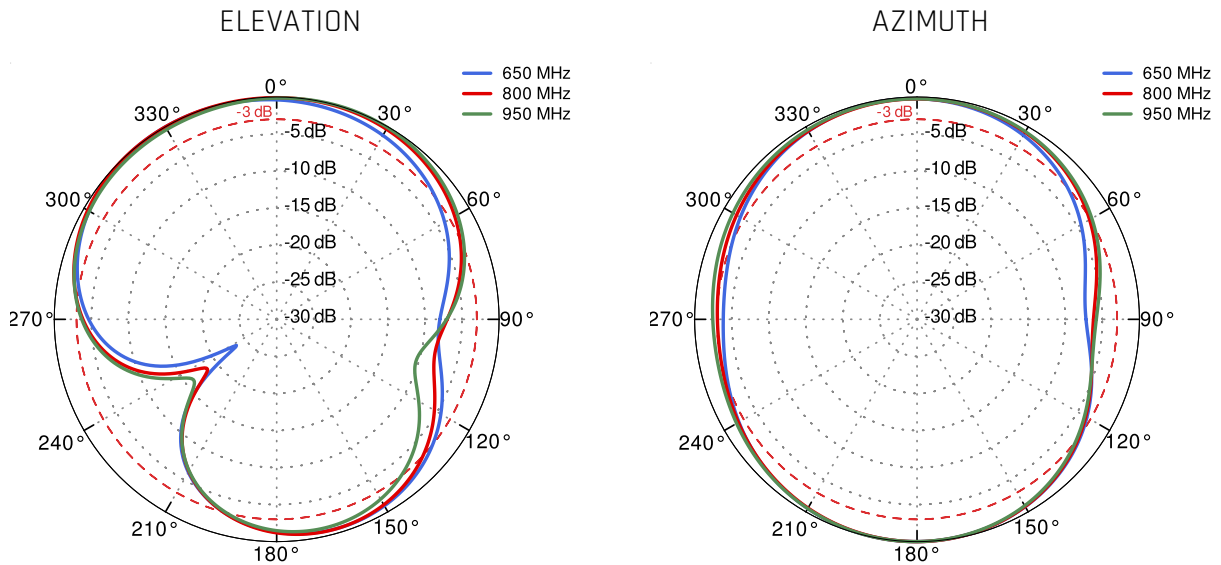 ELEVATION
650 MHz
800 MHz
950 MHz
0°
330°
-3 dB
30°
-5 dB
-10 dB
300°
60°
-15 dB
-20 dB
-25 dB
270°
-30 dB
90°
240°
120°
210°
150°
180°
AZIMUTH
650 MHz
800 MHz
950 MHz
0°
330°
-3 dB
30°
-5 dB
-10 dB
300°
60°
-15 dB
-20 dB
-25 dB
270°
-30 dB
90°
240°
120°
210°
150°
180°